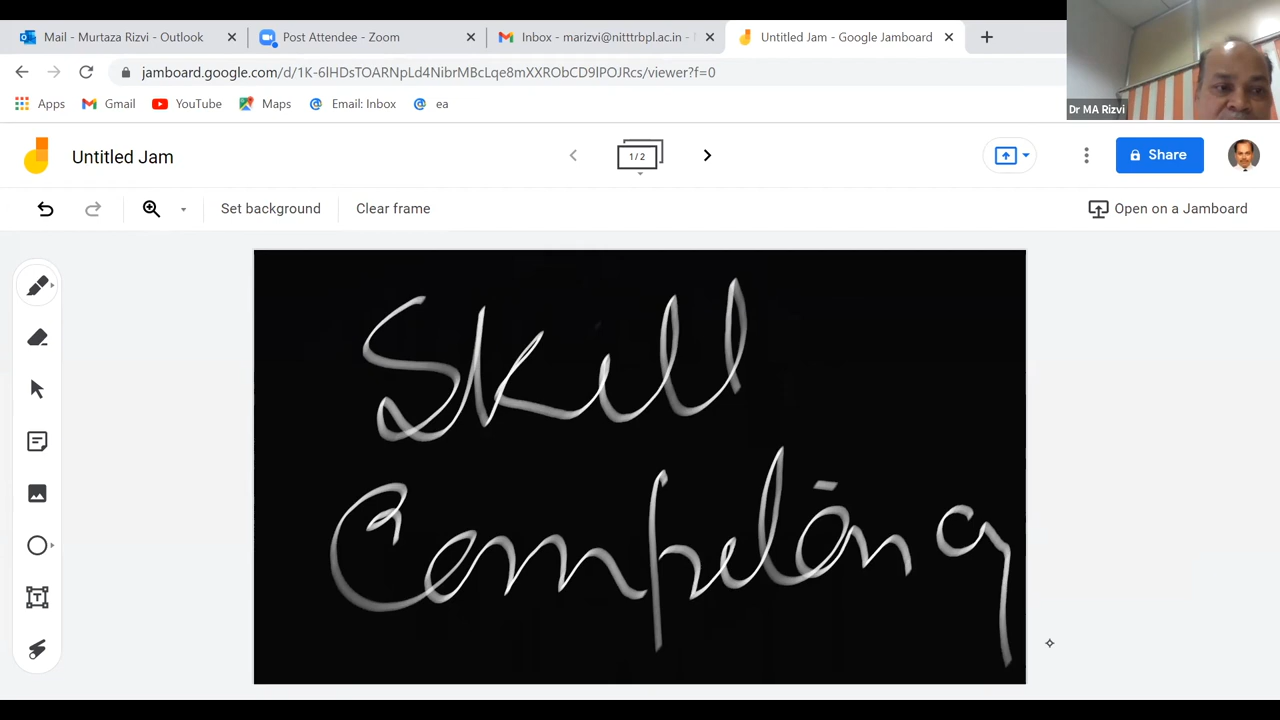 Mail - Murtaza Rizvi - Outlook
Post Attendee - Zoom
Inbox - marizvi@nitttrbpl.ac.in -
Untitled Jam - Google Jamboard
jamboard.google.com/d/1K-6lHDsTOARNpLd4NibrMBcLqe8mXXRObCD9lPOJRcs/viewer?f=0
Apps
Gmail
YouTube
Maps
Email: Inbox
ea
Dr MA Rizvi
Untitled Jam
1/2
Share
Set background
Clear frame
Open on a Jamboard
Skill
Competency